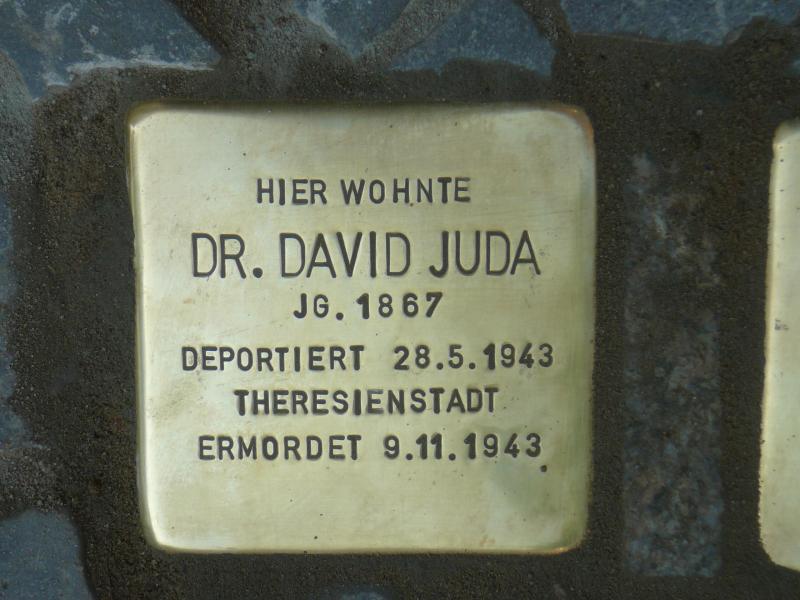 HIER WOHNTE
DR. DAVID JUDA
JG. 1867
DEPORTIERT 28.5.1943
THERESIENSTADT
ERMORDET 9.11.1943